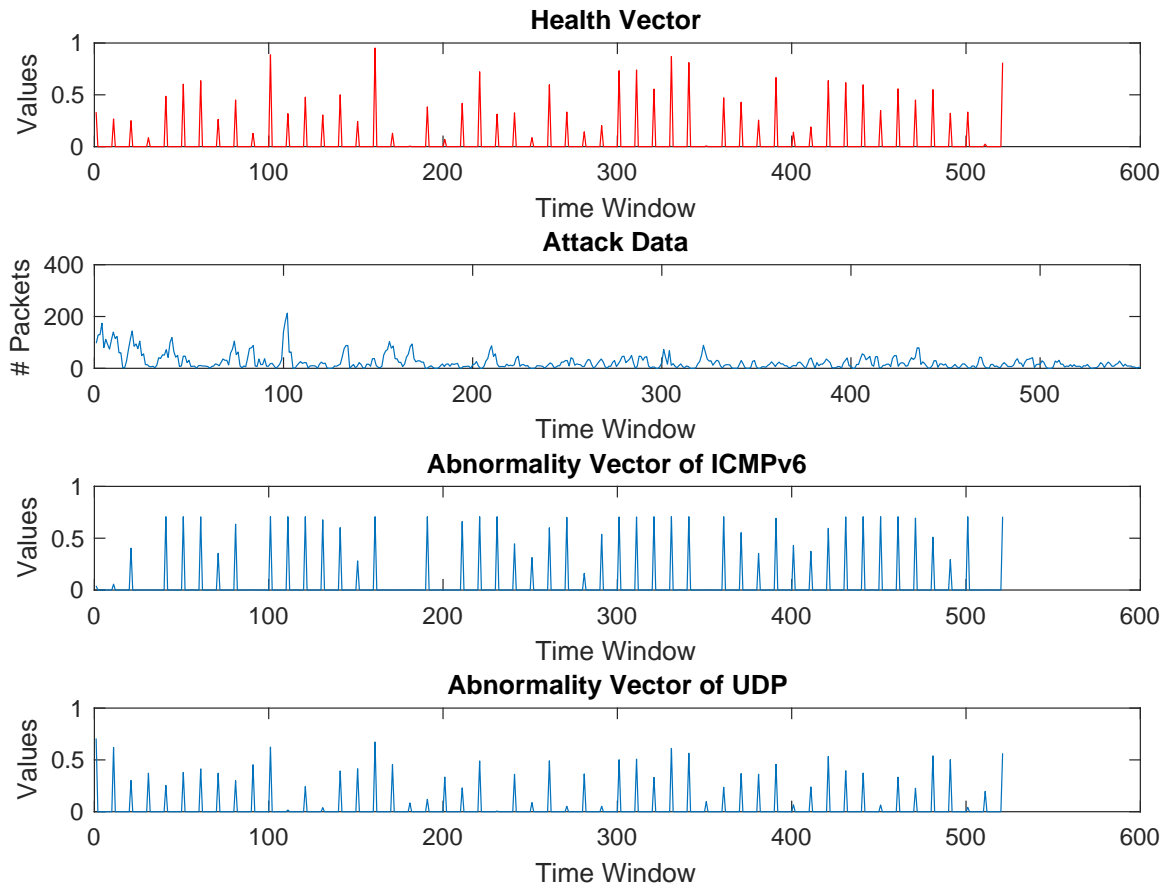 Health Vector
Values
1
0.5
0
0 100 200 300 400 500 600
Time Window
Attack Data
# Packets
400
200
0
0 100 200 300 400 500
Time Window
Abnormality Vector of ICMPv6
Values
1
0.5
0
0 100 200 300 400 500 600
Time Window
Abnormality Vector of UDP
Values
1
0.5
0
0 100 200 300 400 500 600
Time Window